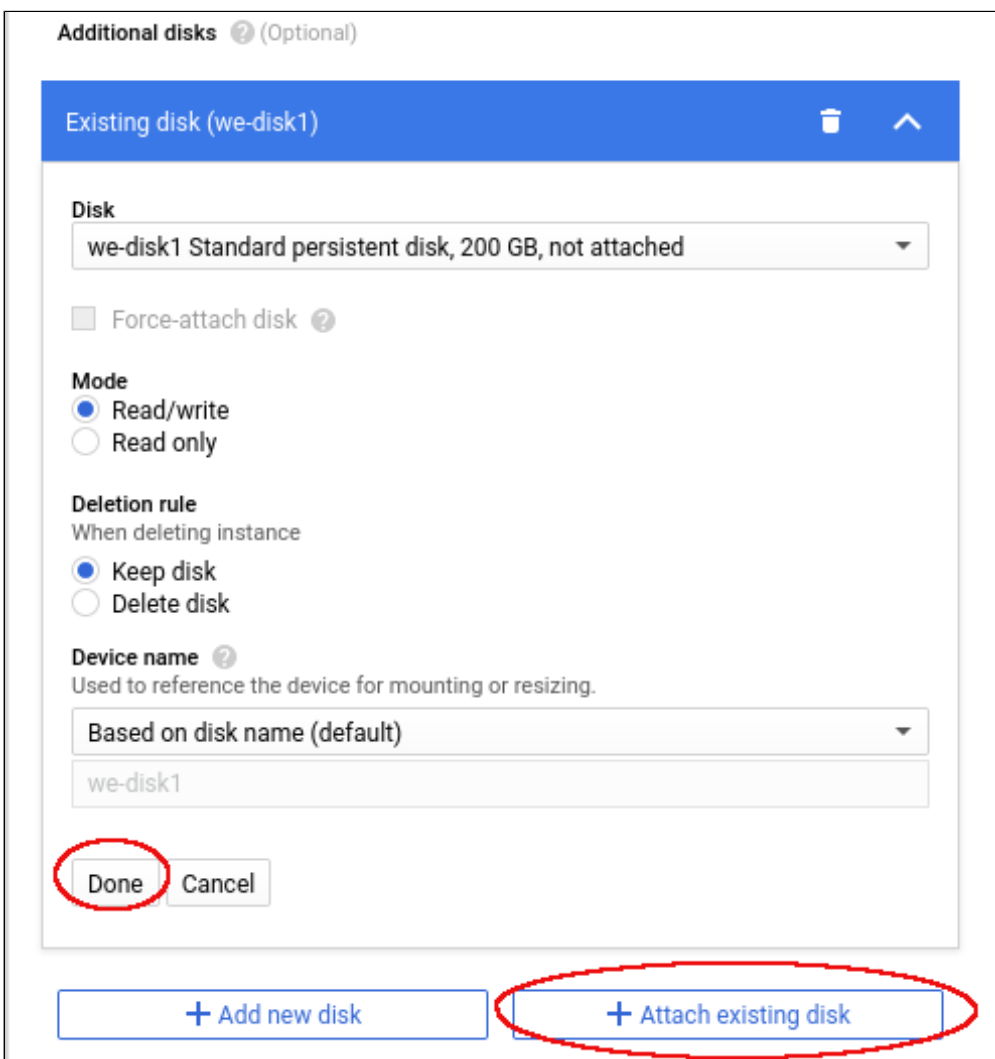 Additional disks ? (Optional)
Existing disk (we-disk1)
Disk
we-disk1 Standard persistent disk, 200 GB, not attached
Force-attach disk ?
Mode
Read/write
Read only
Deletion rule
When deleting instance
Keep disk
Delete disk
Device name ?
Used to reference the device for mounting or resizing.
Based on disk name (default)
we-disk1
Done Cancel
+ Add new disk + Attach existing disk